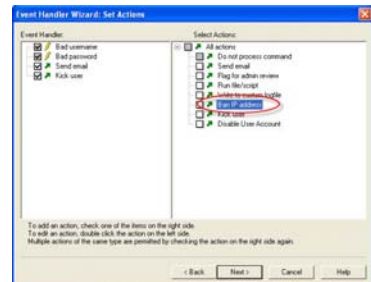 Event Handler Wizard: Set Actions
Event Handler:
Bad username
Bad password
Send email
Kick user
Select Actions:
All actions
Do not process command
Send email
Flag for admin review
Run file/script
Write to custom logfile
Ban IP address
Kick user
Disable User Account
To add an action, check one of the items on the right side.
To edit an action, double click the action on the left side.
Multiple actions of the same type are permitted by checking the action on the right side again.
< Back
Next >
Cancel
Help